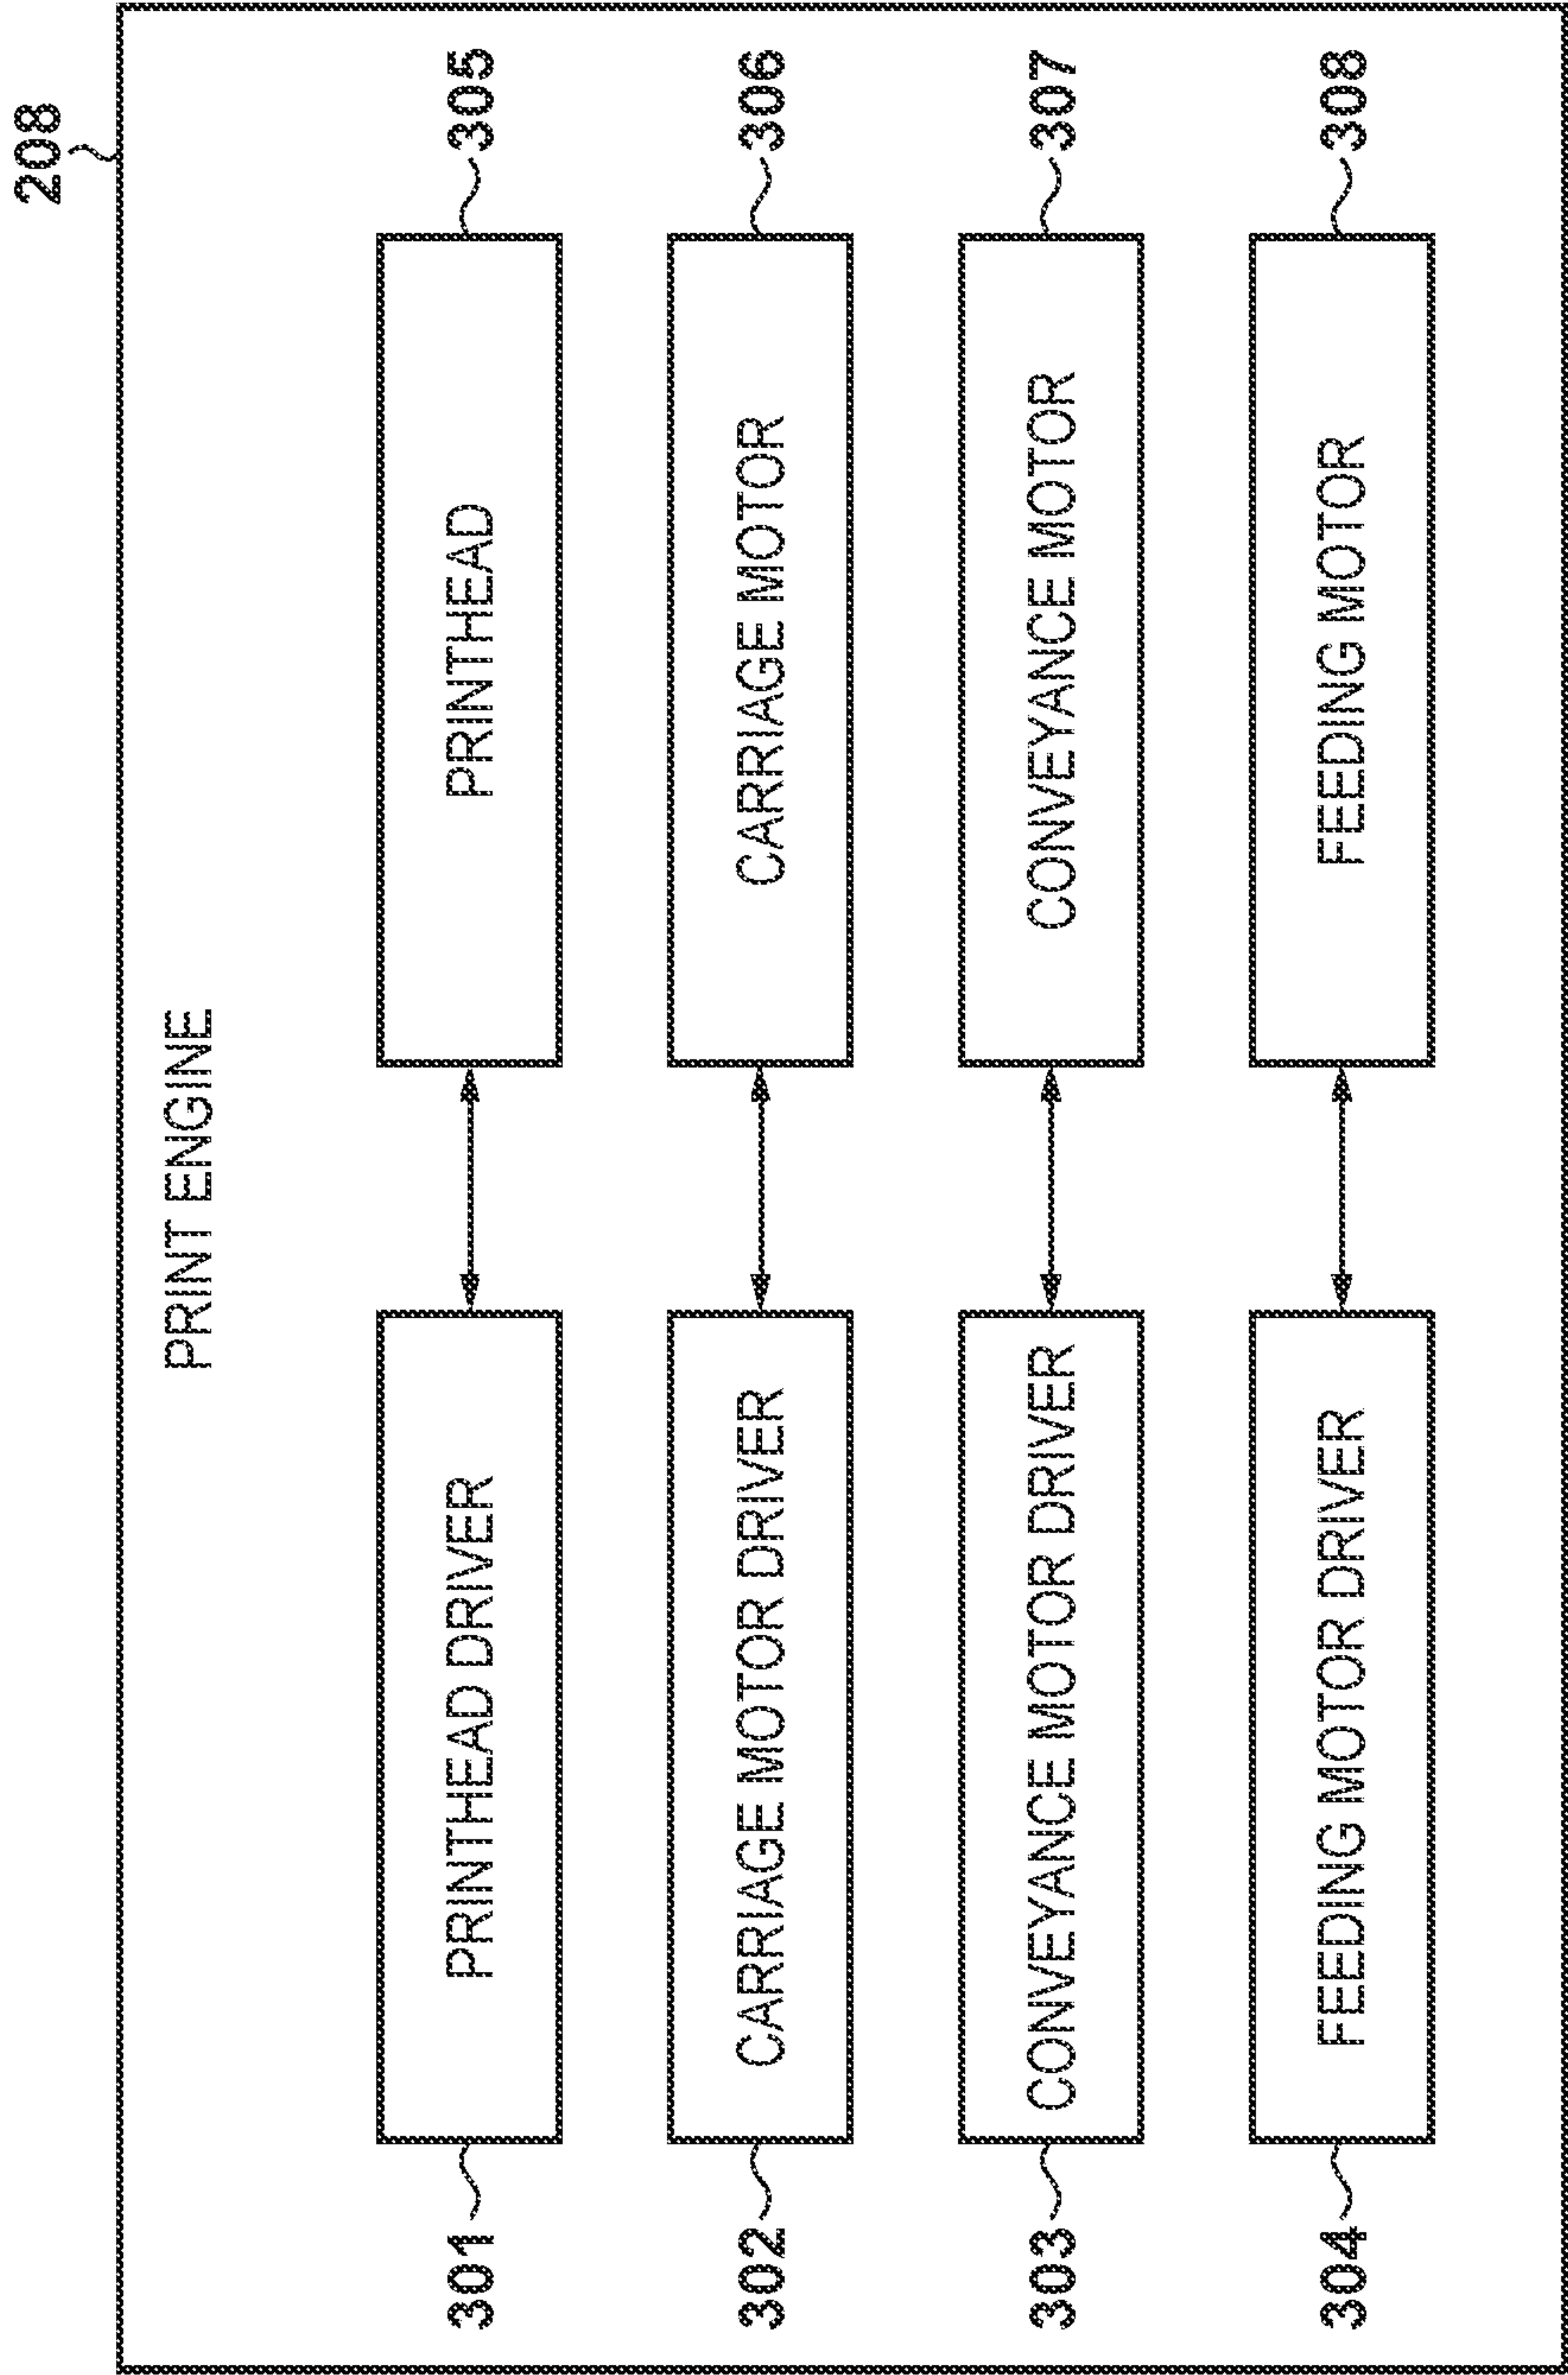 208
PRINT ENGINE
301
PRINTHEAD DRIVER
PRINTHEAD
305
302
CARRIAGE MOTOR DRIVER
CARRIAGE MOTOR
306
303
CONVEYANCE MOTOR DRIVER
CONVEYANCE MOTOR
307
304
FEEDING MOTOR DRIVER
FEEDING MOTOR
308